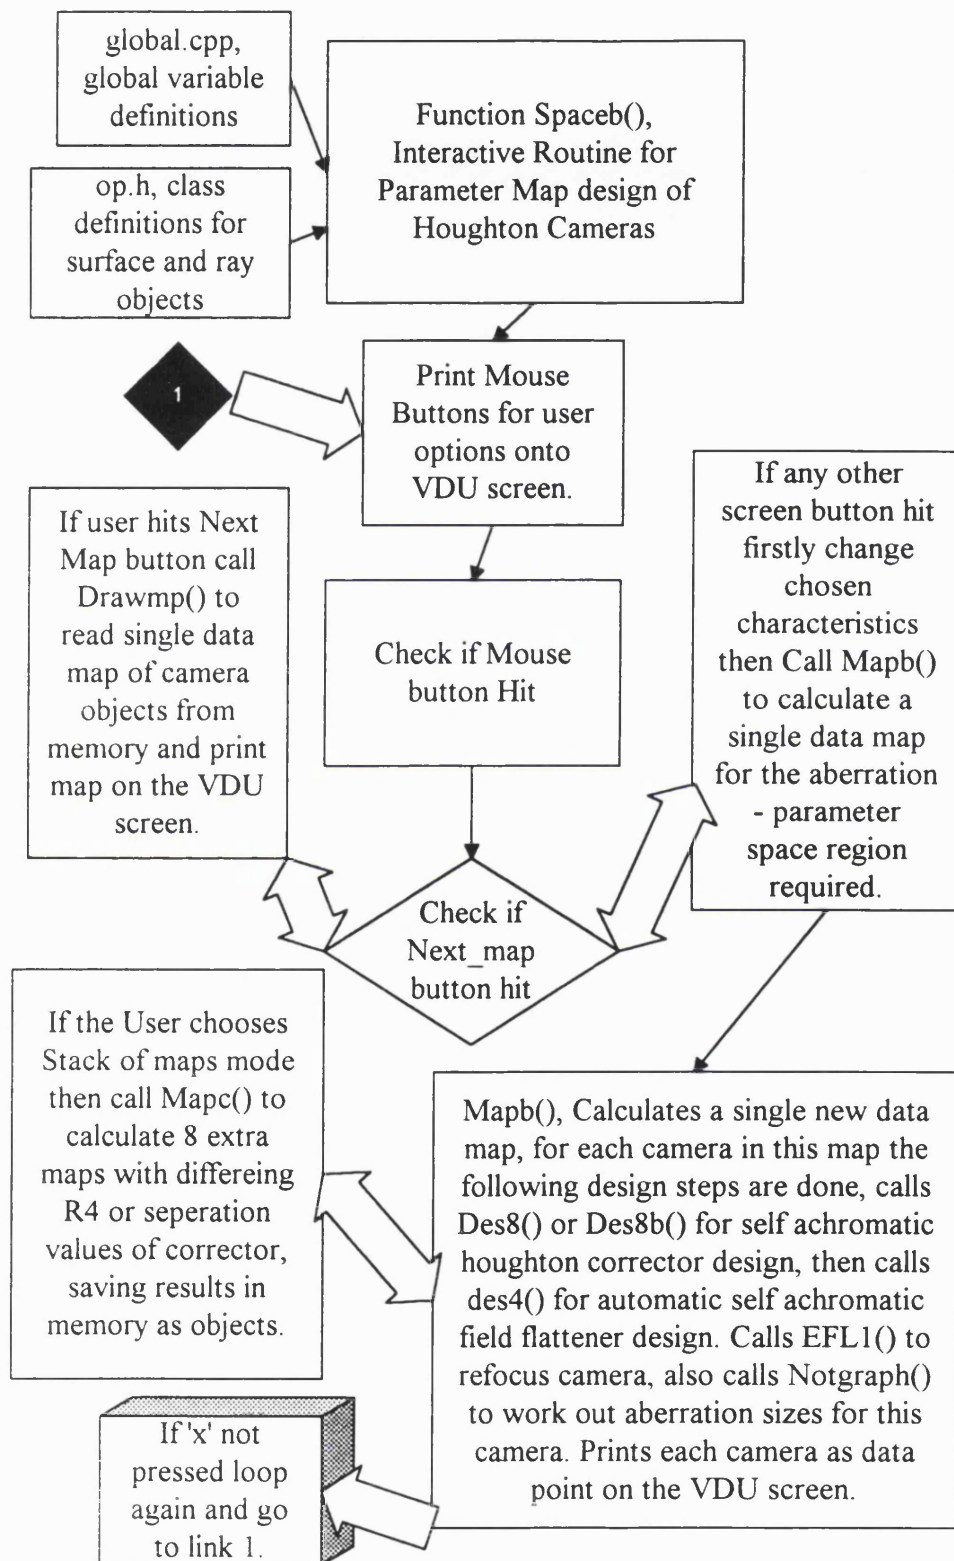 global.cpp,
global variable
definitions
Function Spaceb(),
Interactive Routine for
Parameter Map design of
Houghton Cameras
op.h, class
definitions for
surface and ray
objects
1
Print Mouse
Buttons for user
options onto
VDU screen.
If user hits Next
Map button call
Drawmp() to
read single data
map of camera
objects from
memory and print
map on the VDU
screen.
Check if Mouse
button Hit
If any other
screen button hit
firstly change
chosen
characteristics
then Call Mapb()
to calculate a
single data map
for the aberration
- parameter
space region
required.
Check if
Next_map
button hit
If the User chooses
Stack of maps mode
then call Mapc() to
calculate 8 extra
maps with differeing
R4 or seperation
values of corrector,
saving results in
memory as objects.
Mapb(), Calculates a single new data
map, for each camera in this map the
following design steps are done, calls
Des8() or Des8b() for self achromatic
houghton corrector design, then calls
des4() for automatic self achromatic
field flattener design. Calls EFL1() to
refocus camera, also calls Notgraph()
to work out aberration sizes for this
camera. Prints each camera as data
point on the VDU screen.
If 'x' not
pressed loop
again and go
to link 1.